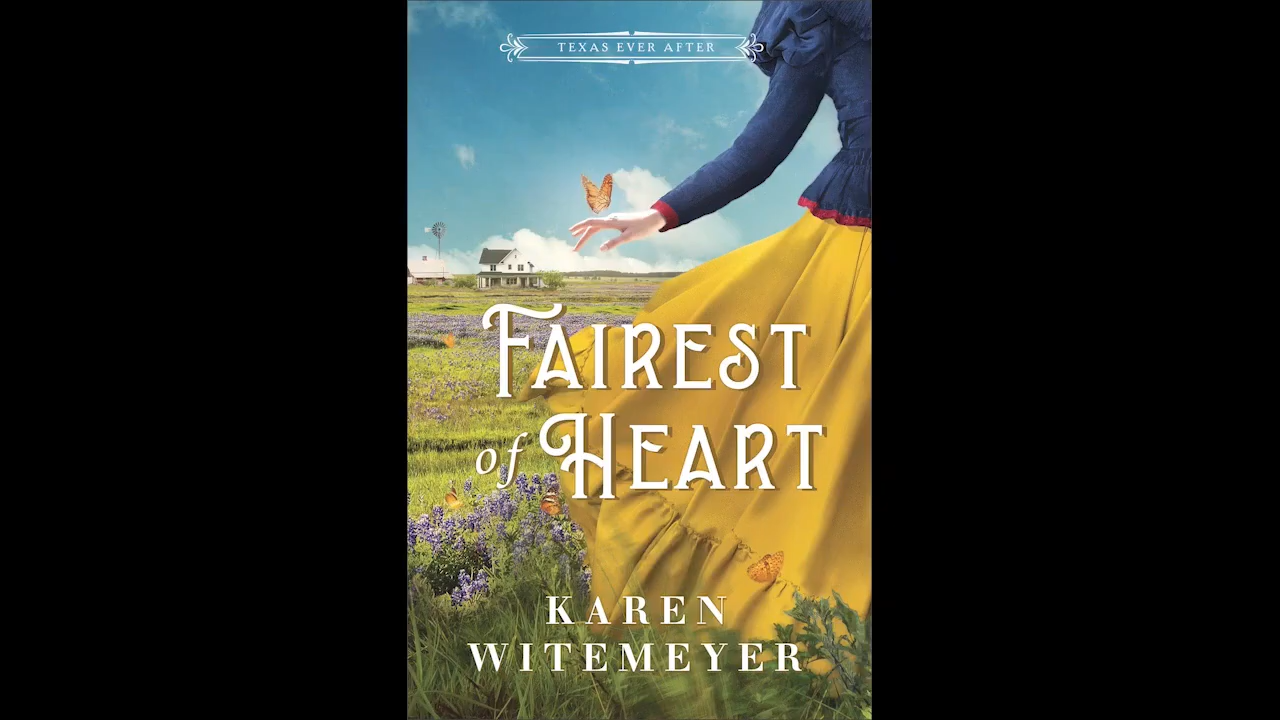 TEXAS EVER AFTER
FAIREST
of HEART
KAREN
WITEMEYER